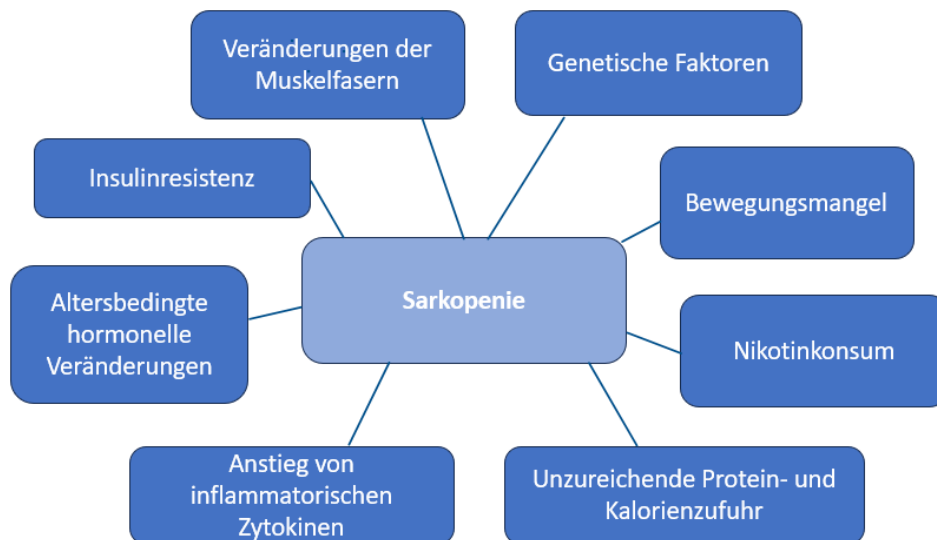 Veränderungen der
Muskelfasern
Genetische Faktoren
Insulinresistenz
Bewegungsmangel
Sarkopenie
Altersbedingte
hormonelle
Veränderungen
Nikotinkonsum
Anstieg von
inflammatorischen
Zytokinen
Unzureichende Protein- und
Kalorienzufuhr